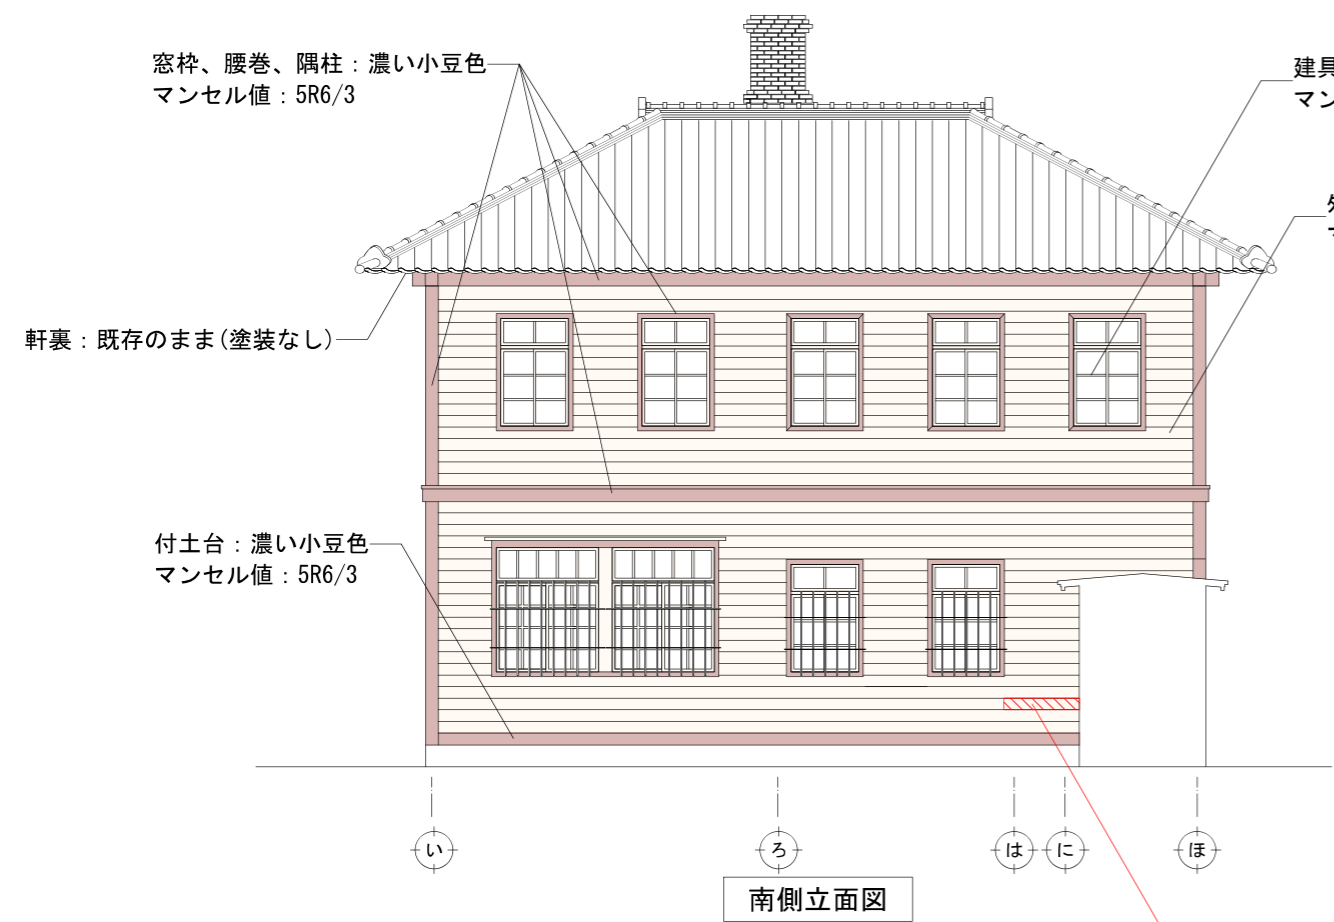 窓枠、腰巻、隅柱：濃い小豆色
マンセル値：5R6/3
建具
マン
軒裏：既存のまま(塗装なし)
付土台：濃い小豆色
マンセル値：5R6/3
い
ろ
は
に
ほ
南側立面図